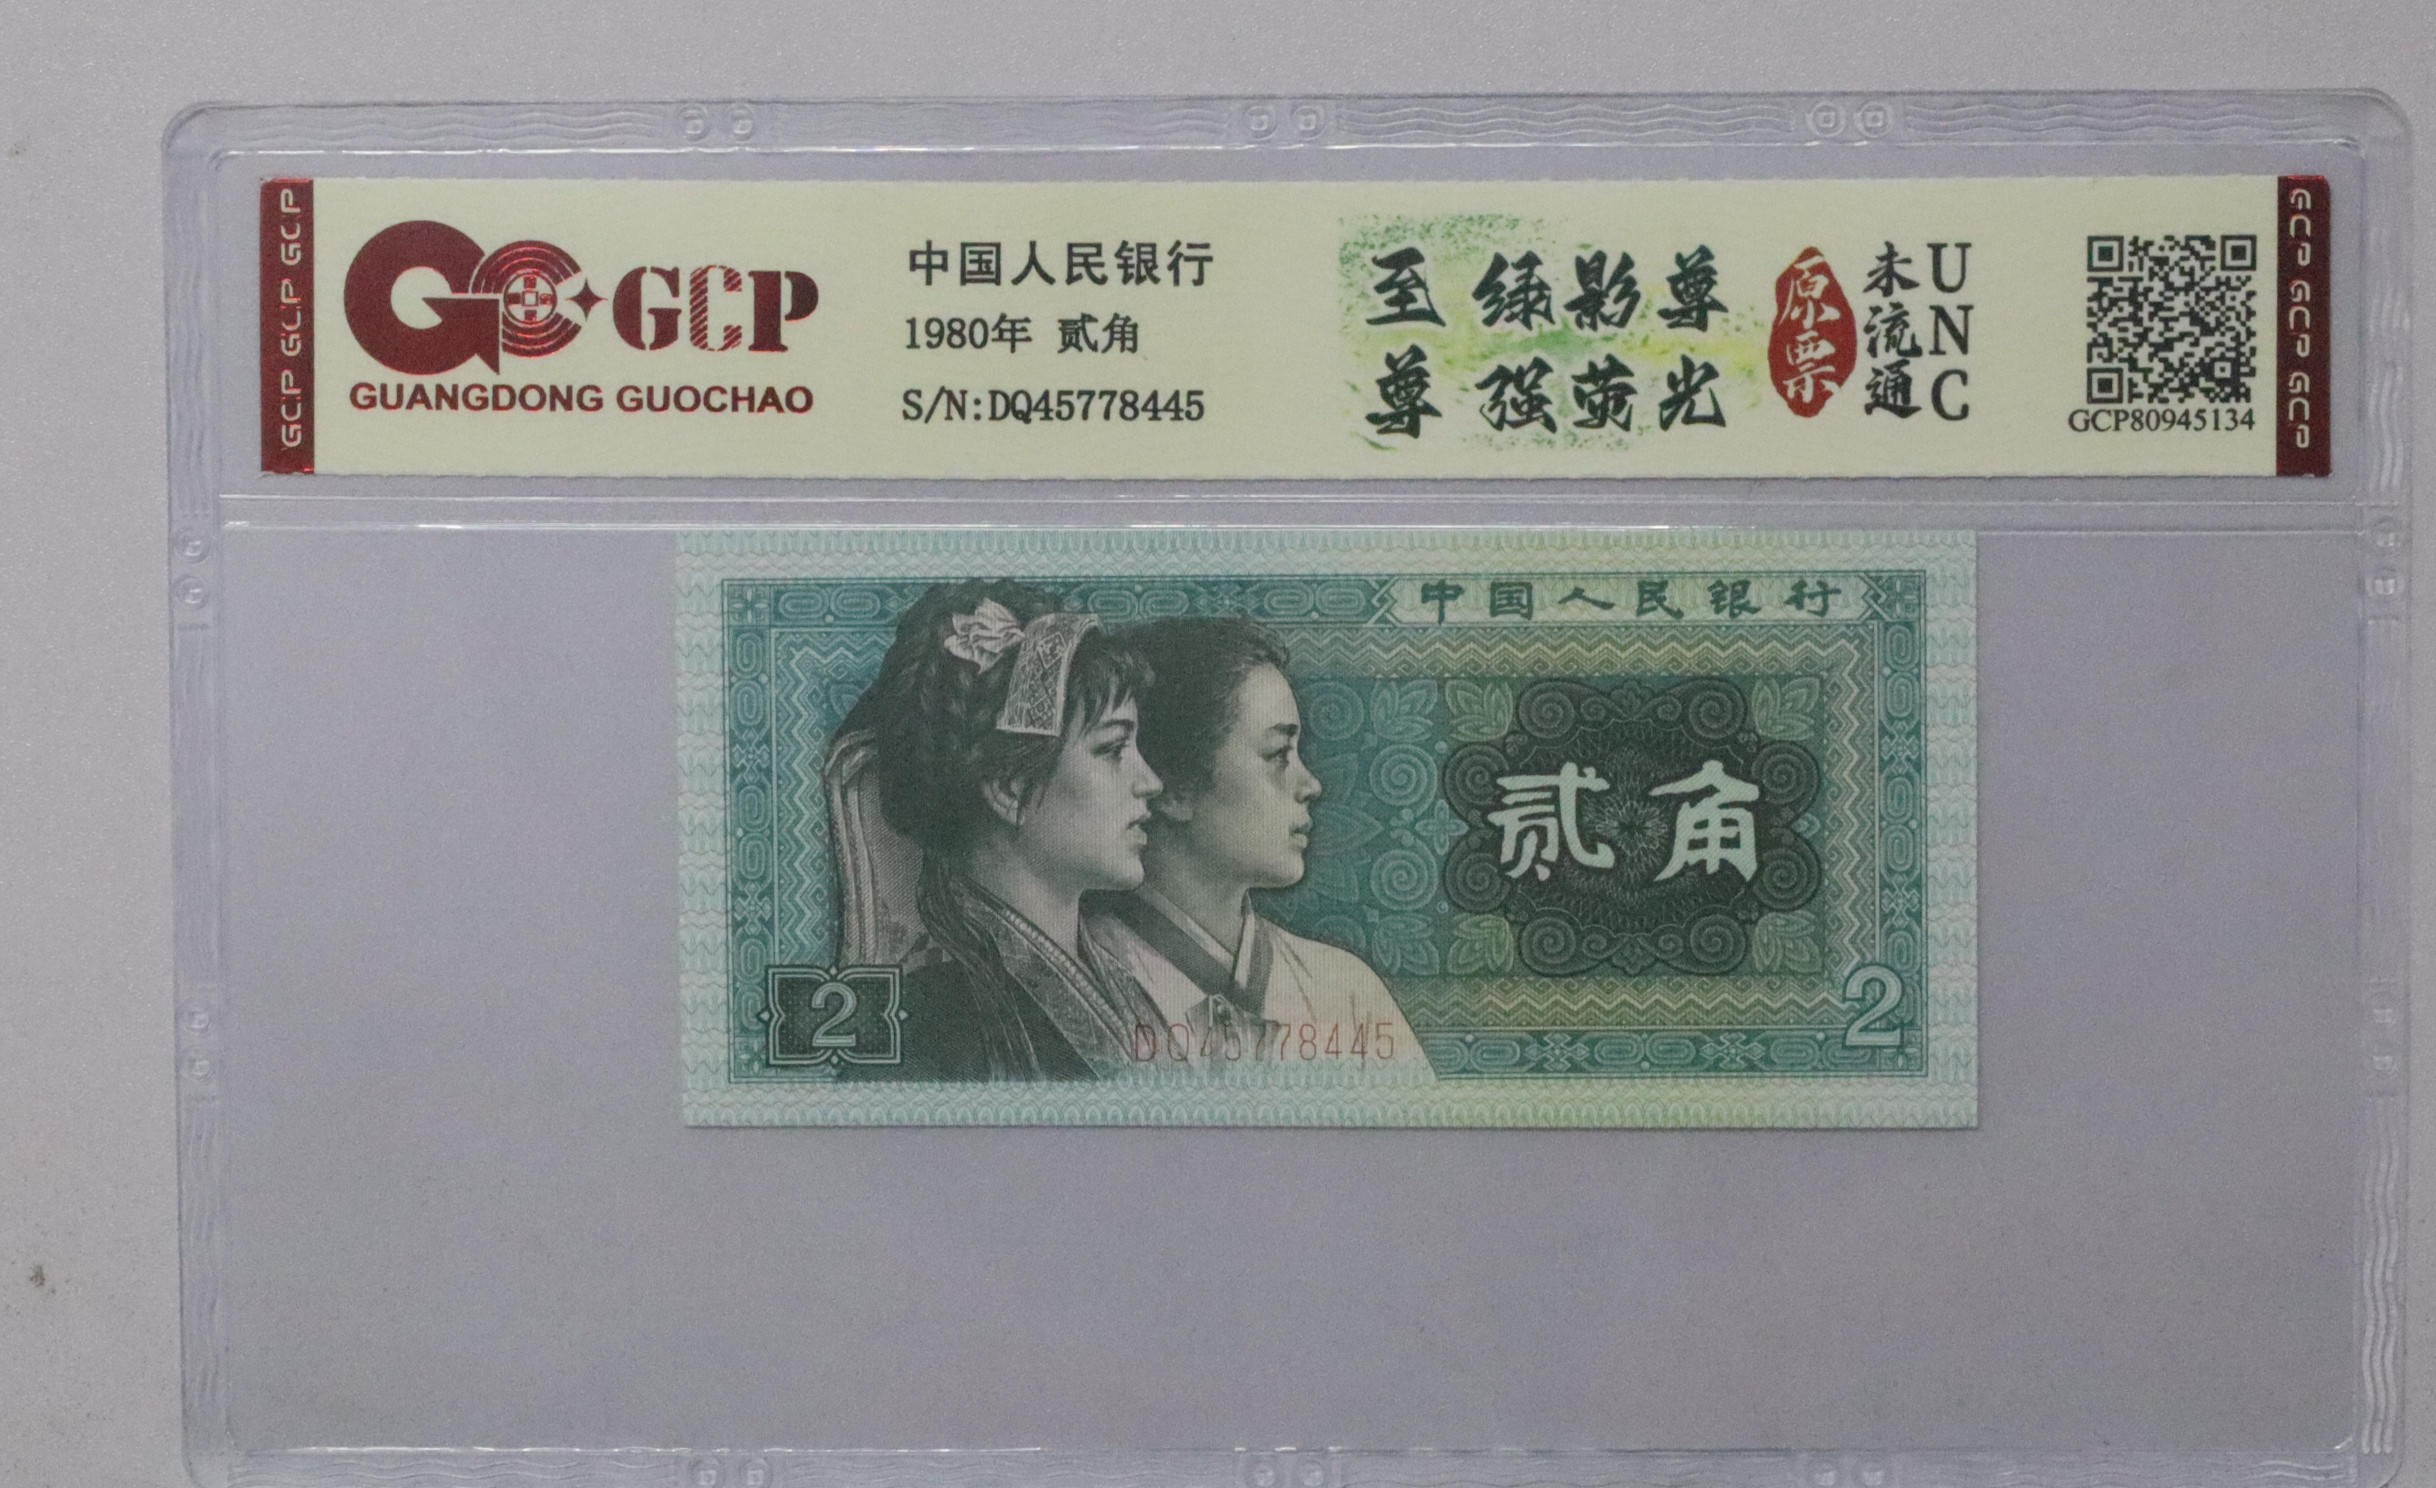 GCP GCP GCP
GCP
GUANGDONG GUOCHAO
中国人民银行
1980年 贰角
S/N:DQ45778445
至尊
绿影尊
强荧光
原票
未流通
UNC
GCP80945134
GCP GCP GCP
中国人民银行
贰角
2
2
DQ45778445